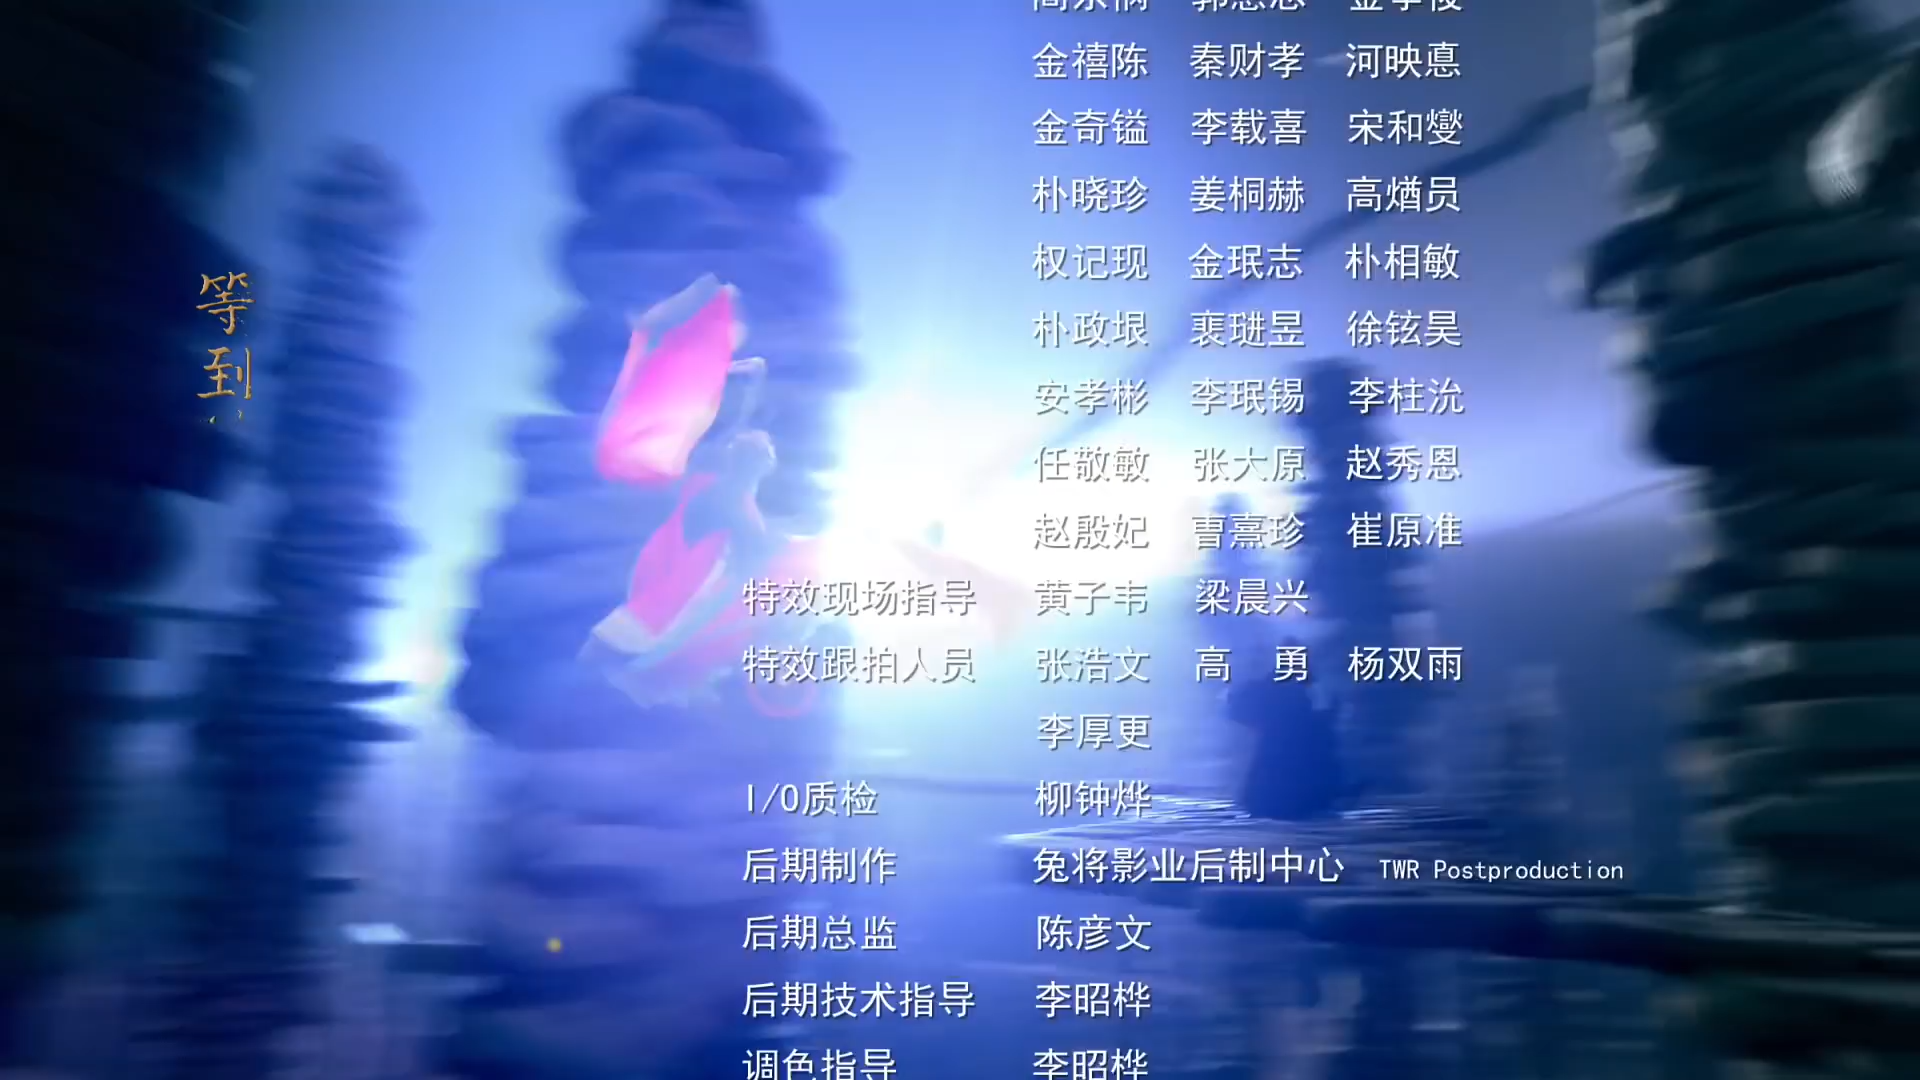 等到
金禧陈 秦财孝 河映惪
金奇镒 李载喜 宋和燮
朴晓珍 姜桐赫 高煪员
权记现 金珉志 朴相敏
朴政垠 裵琎昱 徐铉昊
安孝彬 李珉锡 李柱沇
任敬敏 张大原 赵秀恩
赵殷妃 曹熹珍 崔原准
特效现场指导 黄子韦 梁晨兴
特效跟拍人员 张浩文 高 勇 杨双雨
李厚更
I/O质检 柳钟烨
后期制作 兔将影业后制中心 TWR Postproduction
后期总监 陈彦文
后期技术指导 李昭桦
调色指导 李昭桦